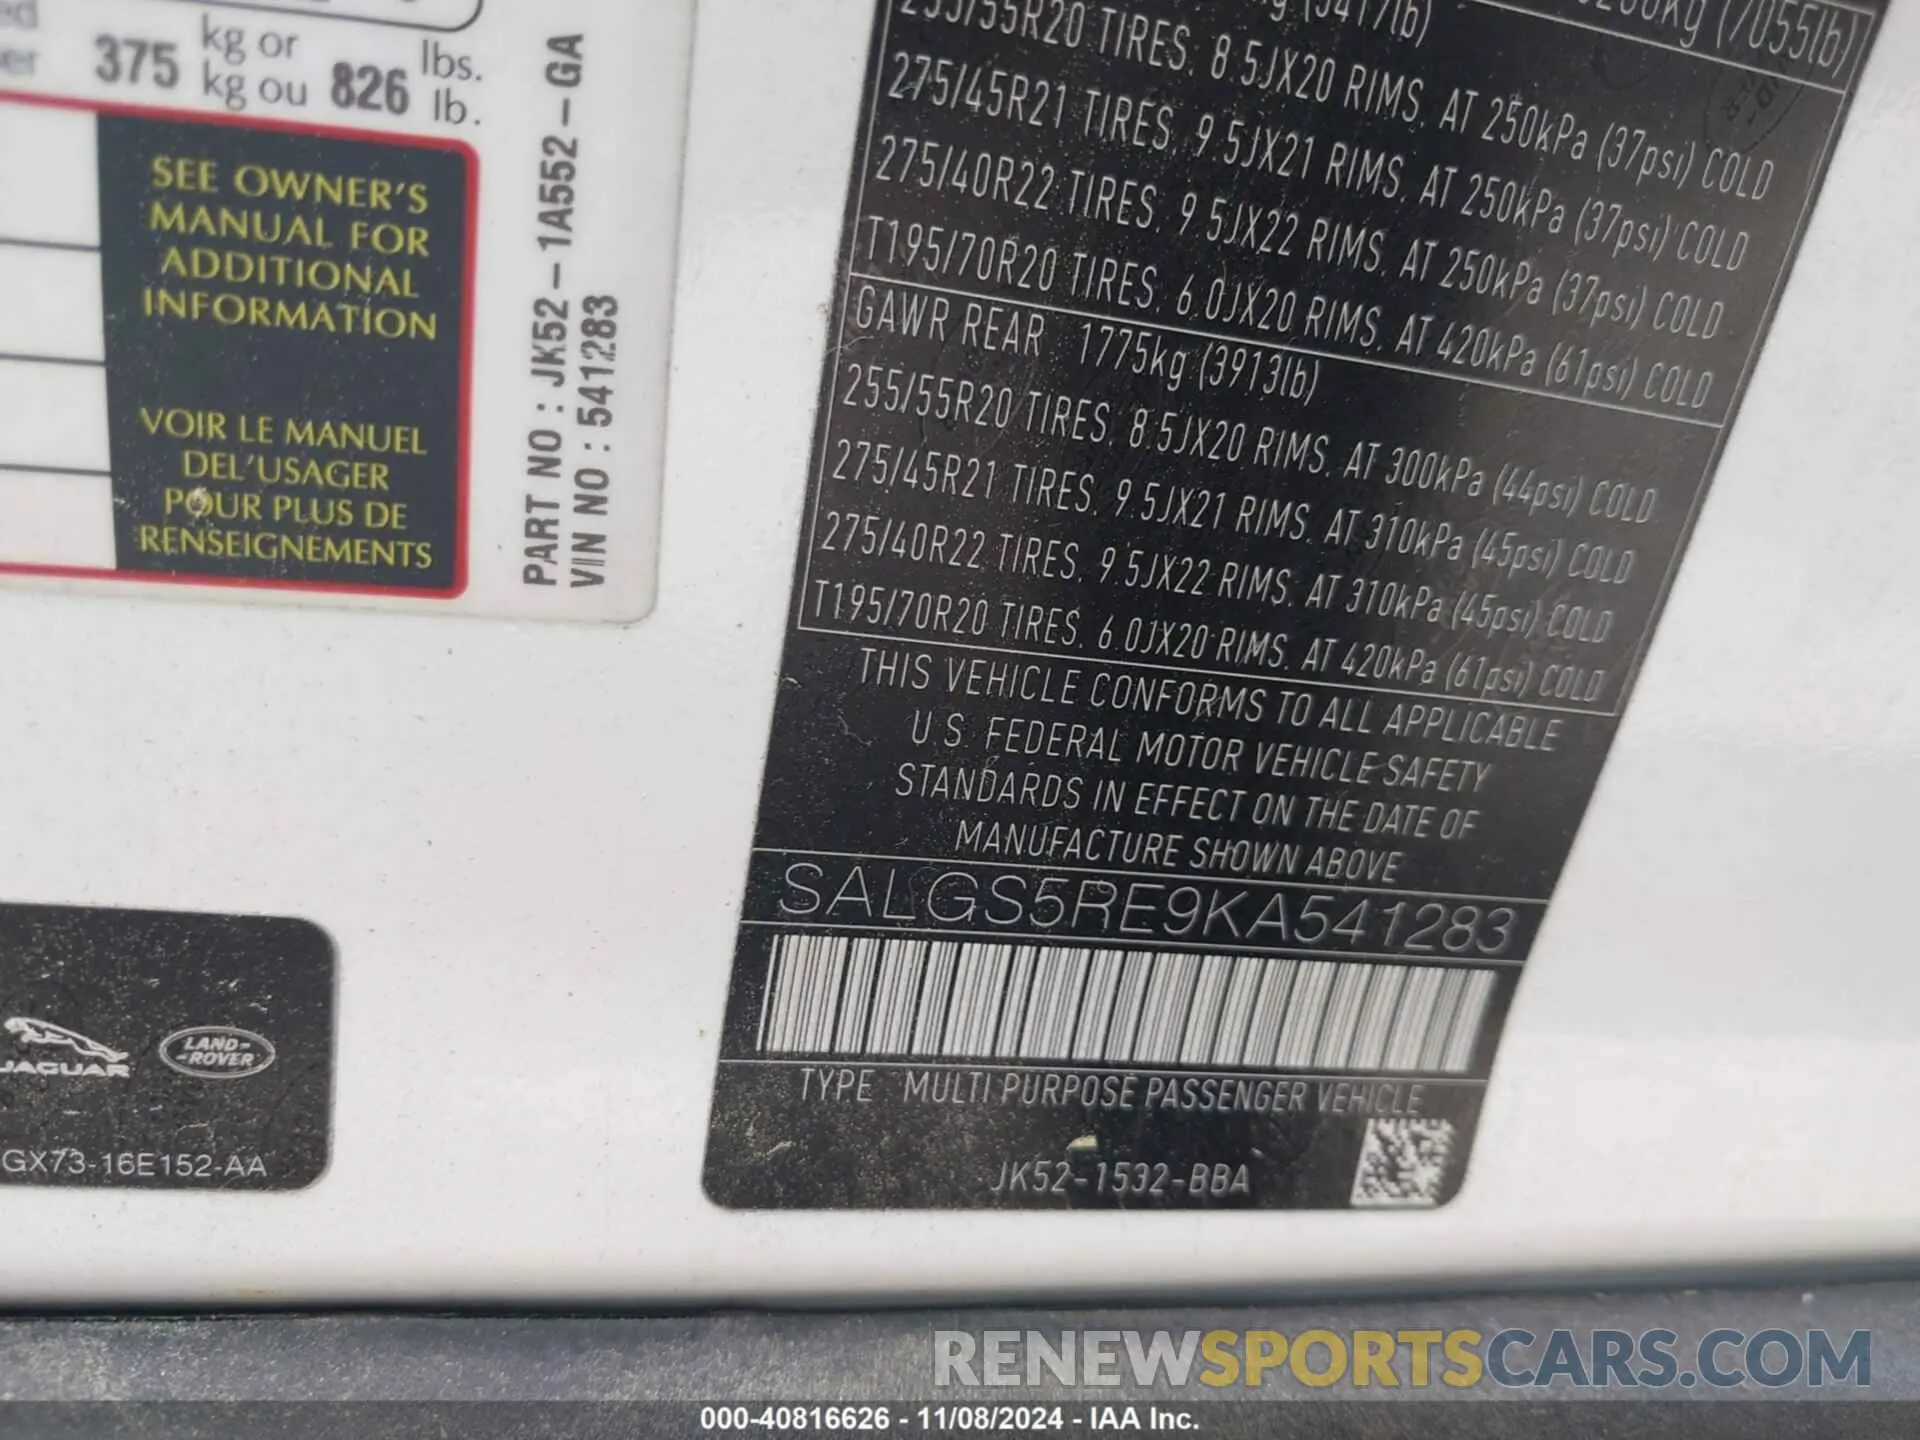 375 kg or
kg ou 826 lbs.
lb.
SEE OWNER'S
MANUAL FOR
ADDITIONAL
INFORMATION
VOIR LE MANUEL
DEL'USAGER
POUR PLUS DE
RENSEIGNEMENTS
PART NO : JK52-1A552-GA
VIN NO : 541283
(7055lb)
255/55R20 TIRES, 8.5JX20 RIMS, AT 250kPa (37psi) COLD
275/45R21 TIRES, 9.5JX21 RIMS, AT 250kPa (37psi) COLD
275/40R22 TIRES, 9.5JX22 RIMS, AT 250kPa (37psi) COLD
T195/70R20 TIRES, 6.0JX20 RIMS, AT 420kPa (61psi) COLD
GAWR REAR 1775kg (3913lb)
255/55R20 TIRES, 8.5JX20 RIMS, AT 300kPa (44psi) COLD
275/45R21 TIRES, 9.5JX21 RIMS, AT 310kPa (45psi) COLD
275/40R22 TIRES, 9.5JX22 RIMS, AT 310kPa (45psi) COLD
T195/70R20 TIRES, 6.0JX20 RIMS, AT 420kPa (61psi) COLD
THIS VEHICLE CONFORMS TO ALL APPLICABLE
U.S. FEDERAL MOTOR VEHICLE SAFETY
STANDARDS IN EFFECT ON THE DATE OF
MANUFACTURE SHOWN ABOVE
SALGS5RE9KA541283
TYPE MULTI PURPOSE PASSENGER VEHICLE
JK52-1532-BBA
JAGUAR
LAND-
-ROVER
GX73-16E152-AA
RENEWSPORTSCARS.COM
000-40816626 - 11/08/2024 - IAA Inc.